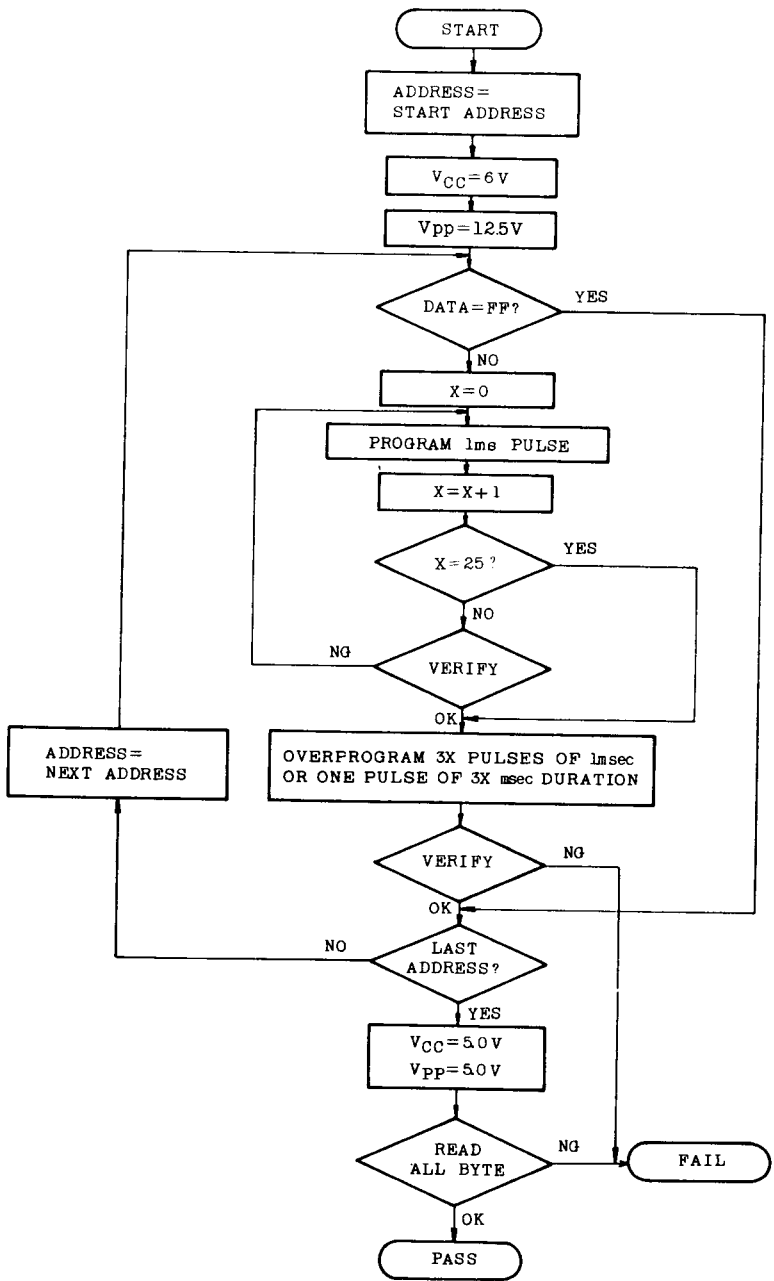 START
ADDRESS=
START ADDRESS
VCC=6V
Vpp=12.5V
DATA=FF?
YES
NO
X=0
PROGRAM 1ms PULSE
X=X+1
X=25?
YES
NO
NG
VERIFY
OK
ADDRESS=
NEXT ADDRESS
OVERPROGRAM 3X PULSES OF 1msec
OR ONE PULSE OF 3X msec DURATION
VERIFY
NG
OK
NO
LAST
ADDRESS?
YES
VCC=5.0V
VPP=5.0V
READ
ALL BYTE
NG
FAIL
OK
PASS